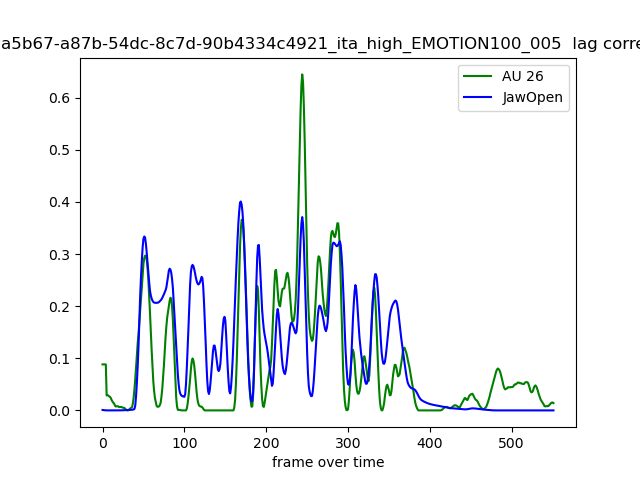 a5b67-a87b-54dc-8c7d-90b4334c4921_ita_high_EMOTION100_005 lag corre
AU 26
JawOpen
0.6
0.5
0.4
0.3
0.2
0.1
0.0
0 100 200 300 400 500
frame over time